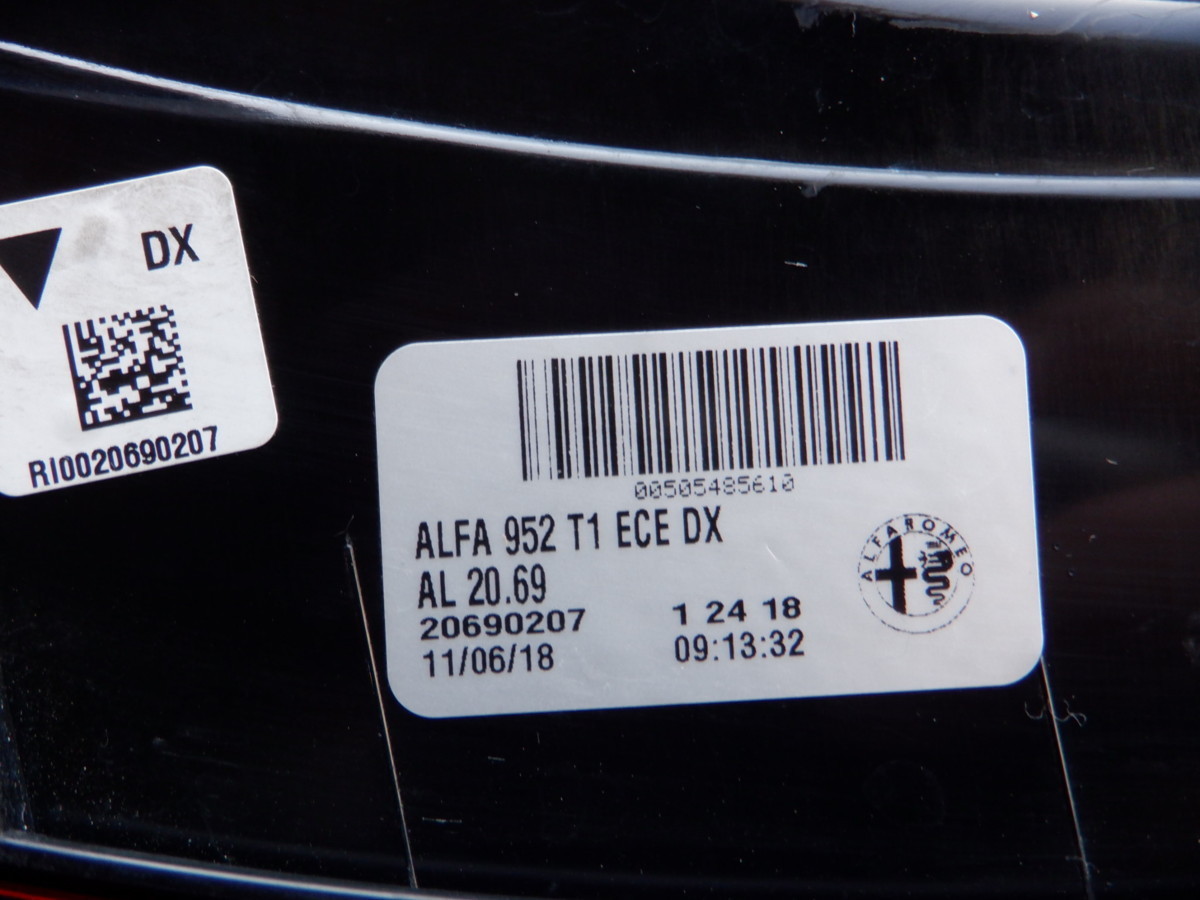 DX
RI0020690207
00505485610
ALFA 952 T1 ECE DX
AL 20.69
20690207 1 24 18
11/06/18 09:13:32
ALFA ROMEO